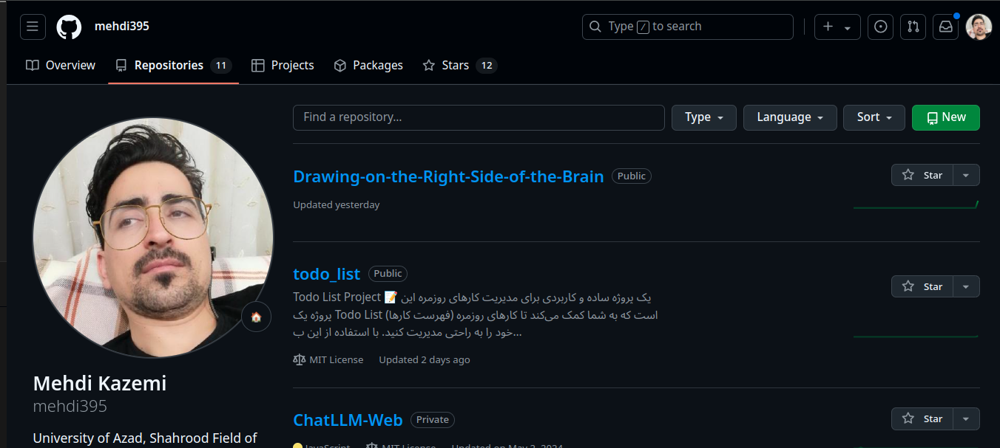 mehdi395
Type / to search
Overview
Repositories 11
Projects
Packages
Stars 12
Find a repository...
Type
Language
Sort
New
Drawing-on-the-Right-Side-of-the-Brain Public
Star
Updated yesterday
todo_list Public
Star
Todo List Project 📝 یک پروژه ساده و کاربردی برای مدیریت کارهای روزمره این
پروژه یک Todo List (فهرست کارها) است که به شما کمک می‌کند تا کارهای روزمره
خود را به راحتی مدیریت کنید. با استفاده از این ب...
MIT License Updated 2 days ago
ChatLLM-Web Private
Star
JavaScript MIT License Updated on May 2, 2024
Mehdi Kazemi
mehdi395
University of Azad, Shahrood Field of